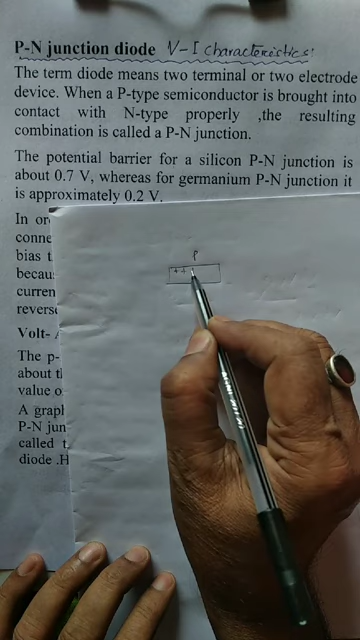 P-N junction diode V-I characteristics:
The term diode means two terminal or two electrode
device. When a P-type semiconductor is brought into
contact with N-type properly ,the resulting
combination is called a P-N junction.
The potential barrier for a silicon P-N junction is
about 0.7 V, whereas for germanium P-N junction it
is approximately 0.2 V.
In
conne
bias t
becau
curren
revers
Volt-
The p-
about
value
A grap
P-N jun
called
diode .H
P
+ +